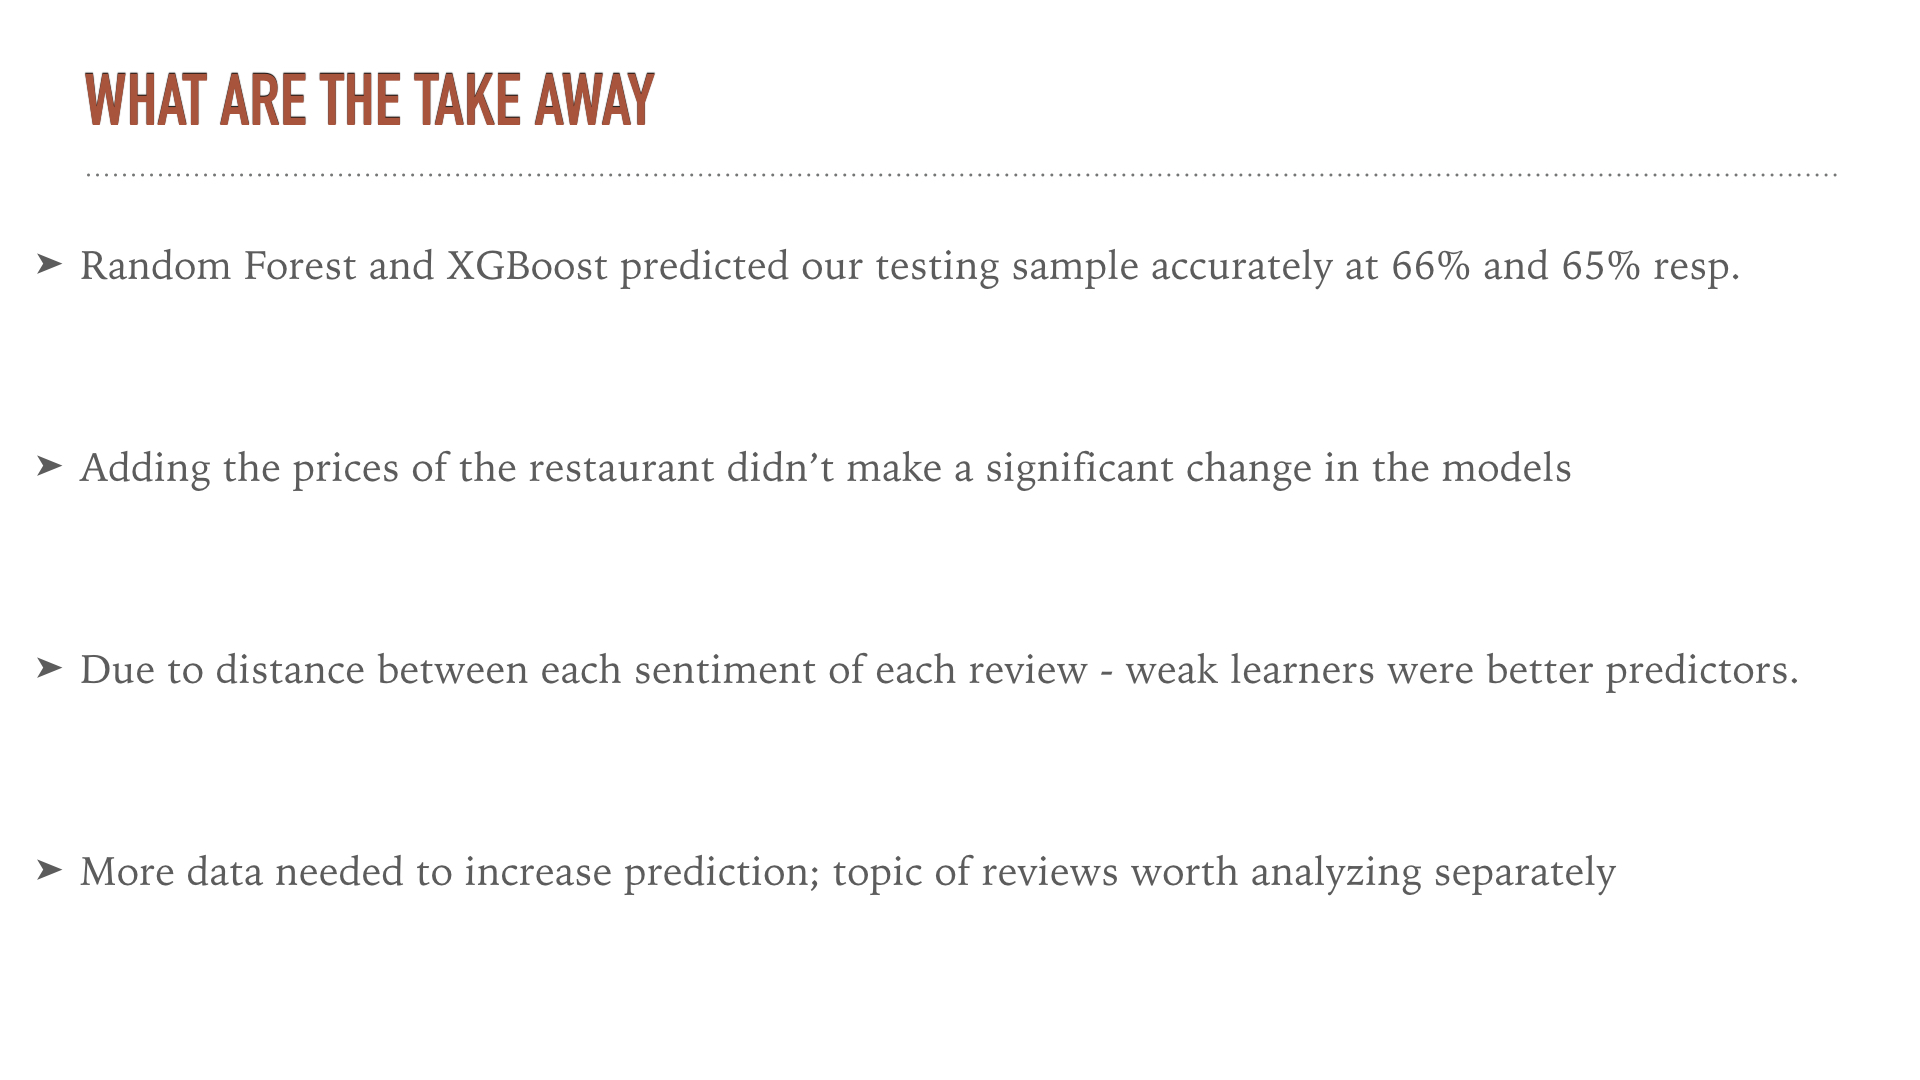 WHAT ARE THE TAKE AWAY
➤ Random Forest and XGBoost predicted our testing sample accurately at 66% and 65% resp.
➤ Adding the prices of the restaurant didn’t make a significant change in the models
➤ Due to distance between each sentiment of each review - weak learners were better predictors.
➤ More data needed to increase prediction; topic of reviews worth analyzing separately